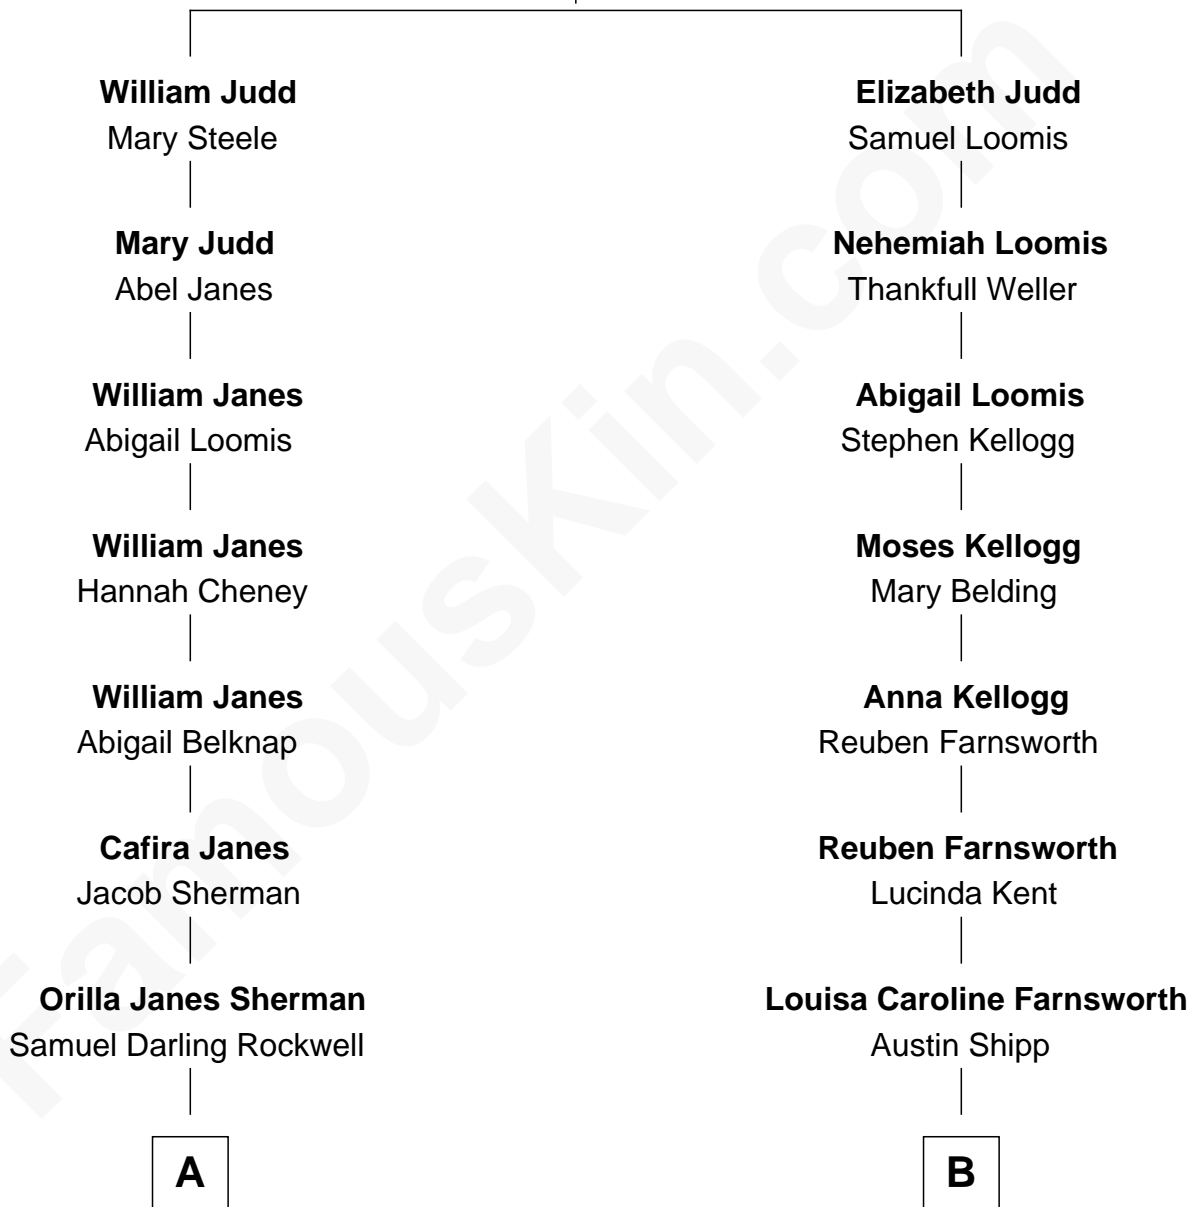 William Judd
Mary Steele
Elizabeth Judd
Samuel Loomis
Mary Judd
Abel Janes
Nehemiah Loomis
Thankfull Weller
William Janes
Abigail Loomis
Abigail Loomis
Stephen Kellogg
William Janes
Hannah Cheney
Moses Kellogg
Mary Belding
William Janes
Abigail Belknap
Anna Kellogg
Reuben Farnsworth
Cafira Janes
Jacob Sherman
Reuben Farnsworth
Lucinda Kent
Orilla Janes Sherman
Samuel Darling Rockwell
Louisa Caroline Farnsworth
Austin Shipp
A
B
FamousKin.com